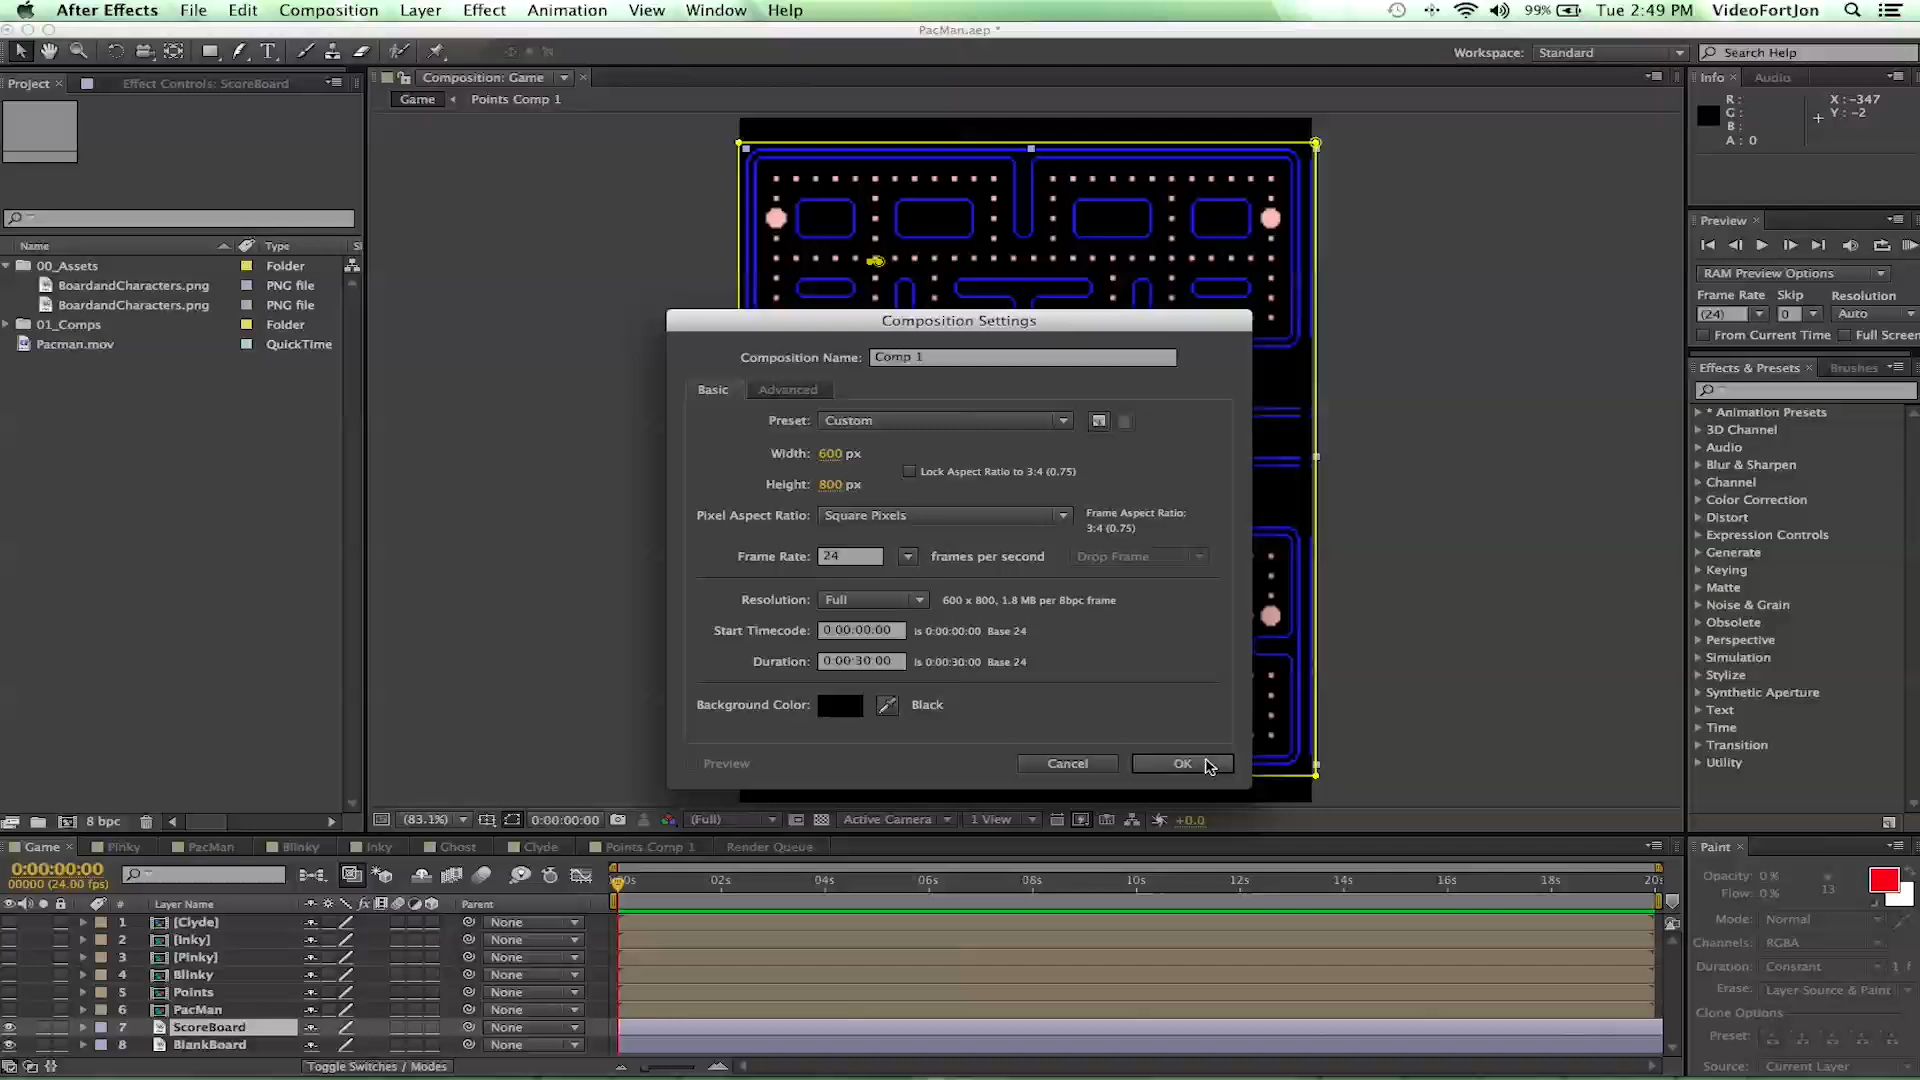 After Effects File Edit Composition Layer Effect Animation View Window Help 99% Tue 2:49 PM VideoFortJon
PacMan.aep *
Workspace: Standard Search Help
Project Effect Controls: ScoreBoard
Composition: Game
Game Points Comp 1
Info Audio
R: X: -347
G: Y: -2
B:
A: 0
Preview
RAM Preview Options
Frame Rate Skip Resolution
(24) 0 Auto
From Current Time Full Screen
Name Type
00_Assets Folder
BoardandCharacters.png PNG file
BoardandCharacters.png PNG file
01_Comps Folder
Pacman.mov QuickTime
Composition Settings
Composition Name: Comp 1
Basic Advanced
Preset: Custom
Width: 600 px
Lock Aspect Ratio to 3:4 (0.75)
Height: 800 px
Pixel Aspect Ratio: Square Pixels Frame Aspect Ratio:
3:4 (0.75)
Frame Rate: 24 frames per second Drop Frame
Resolution: Full 600 x 800, 1.8 MB per 8bpc frame
Start Timecode: 0:00:00:00 is 0:00:00:00 Base 24
Duration: 0:00:30:00 is 0:00:30:00 Base 24
Background Color: Black
Preview Cancel OK
Effects & Presets Brushes
* Animation Presets
3D Channel
Audio
Blur & Sharpen
Channel
Color Correction
Distort
Expression Controls
Generate
Keying
Matte
Noise & Grain
Obsolete
Perspective
Simulation
Stylize
Synthetic Aperture
Text
Time
Transition
Utility
8 bpc
(83.1%) 0:00:00:00 (Full) Active Camera 1 View +0.0
Game Pinky PacMan Blinky Inky Ghost Clyde Points Comp 1 Render Queue
0:00:00:00
00000 (24.00 fps)
02s 04s 06s 08s 10s 12s 14s 16s 18s
# Layer Name Parent
1 [Clyde] None
2 [Inky] None
3 [Pinky] None
4 Blinky None
5 Points None
6 PacMan None
7 ScoreBoard None
8 BlankBoard None
Toggle Switches / Modes
Paint
Opacity: 0 %
Flow: 0 % 13
Mode: Normal
Channels: RGBA
Duration: Constant 1 f
Erase: Layer Source & Paint
Clone Options
Preset:
Source: Current Layer